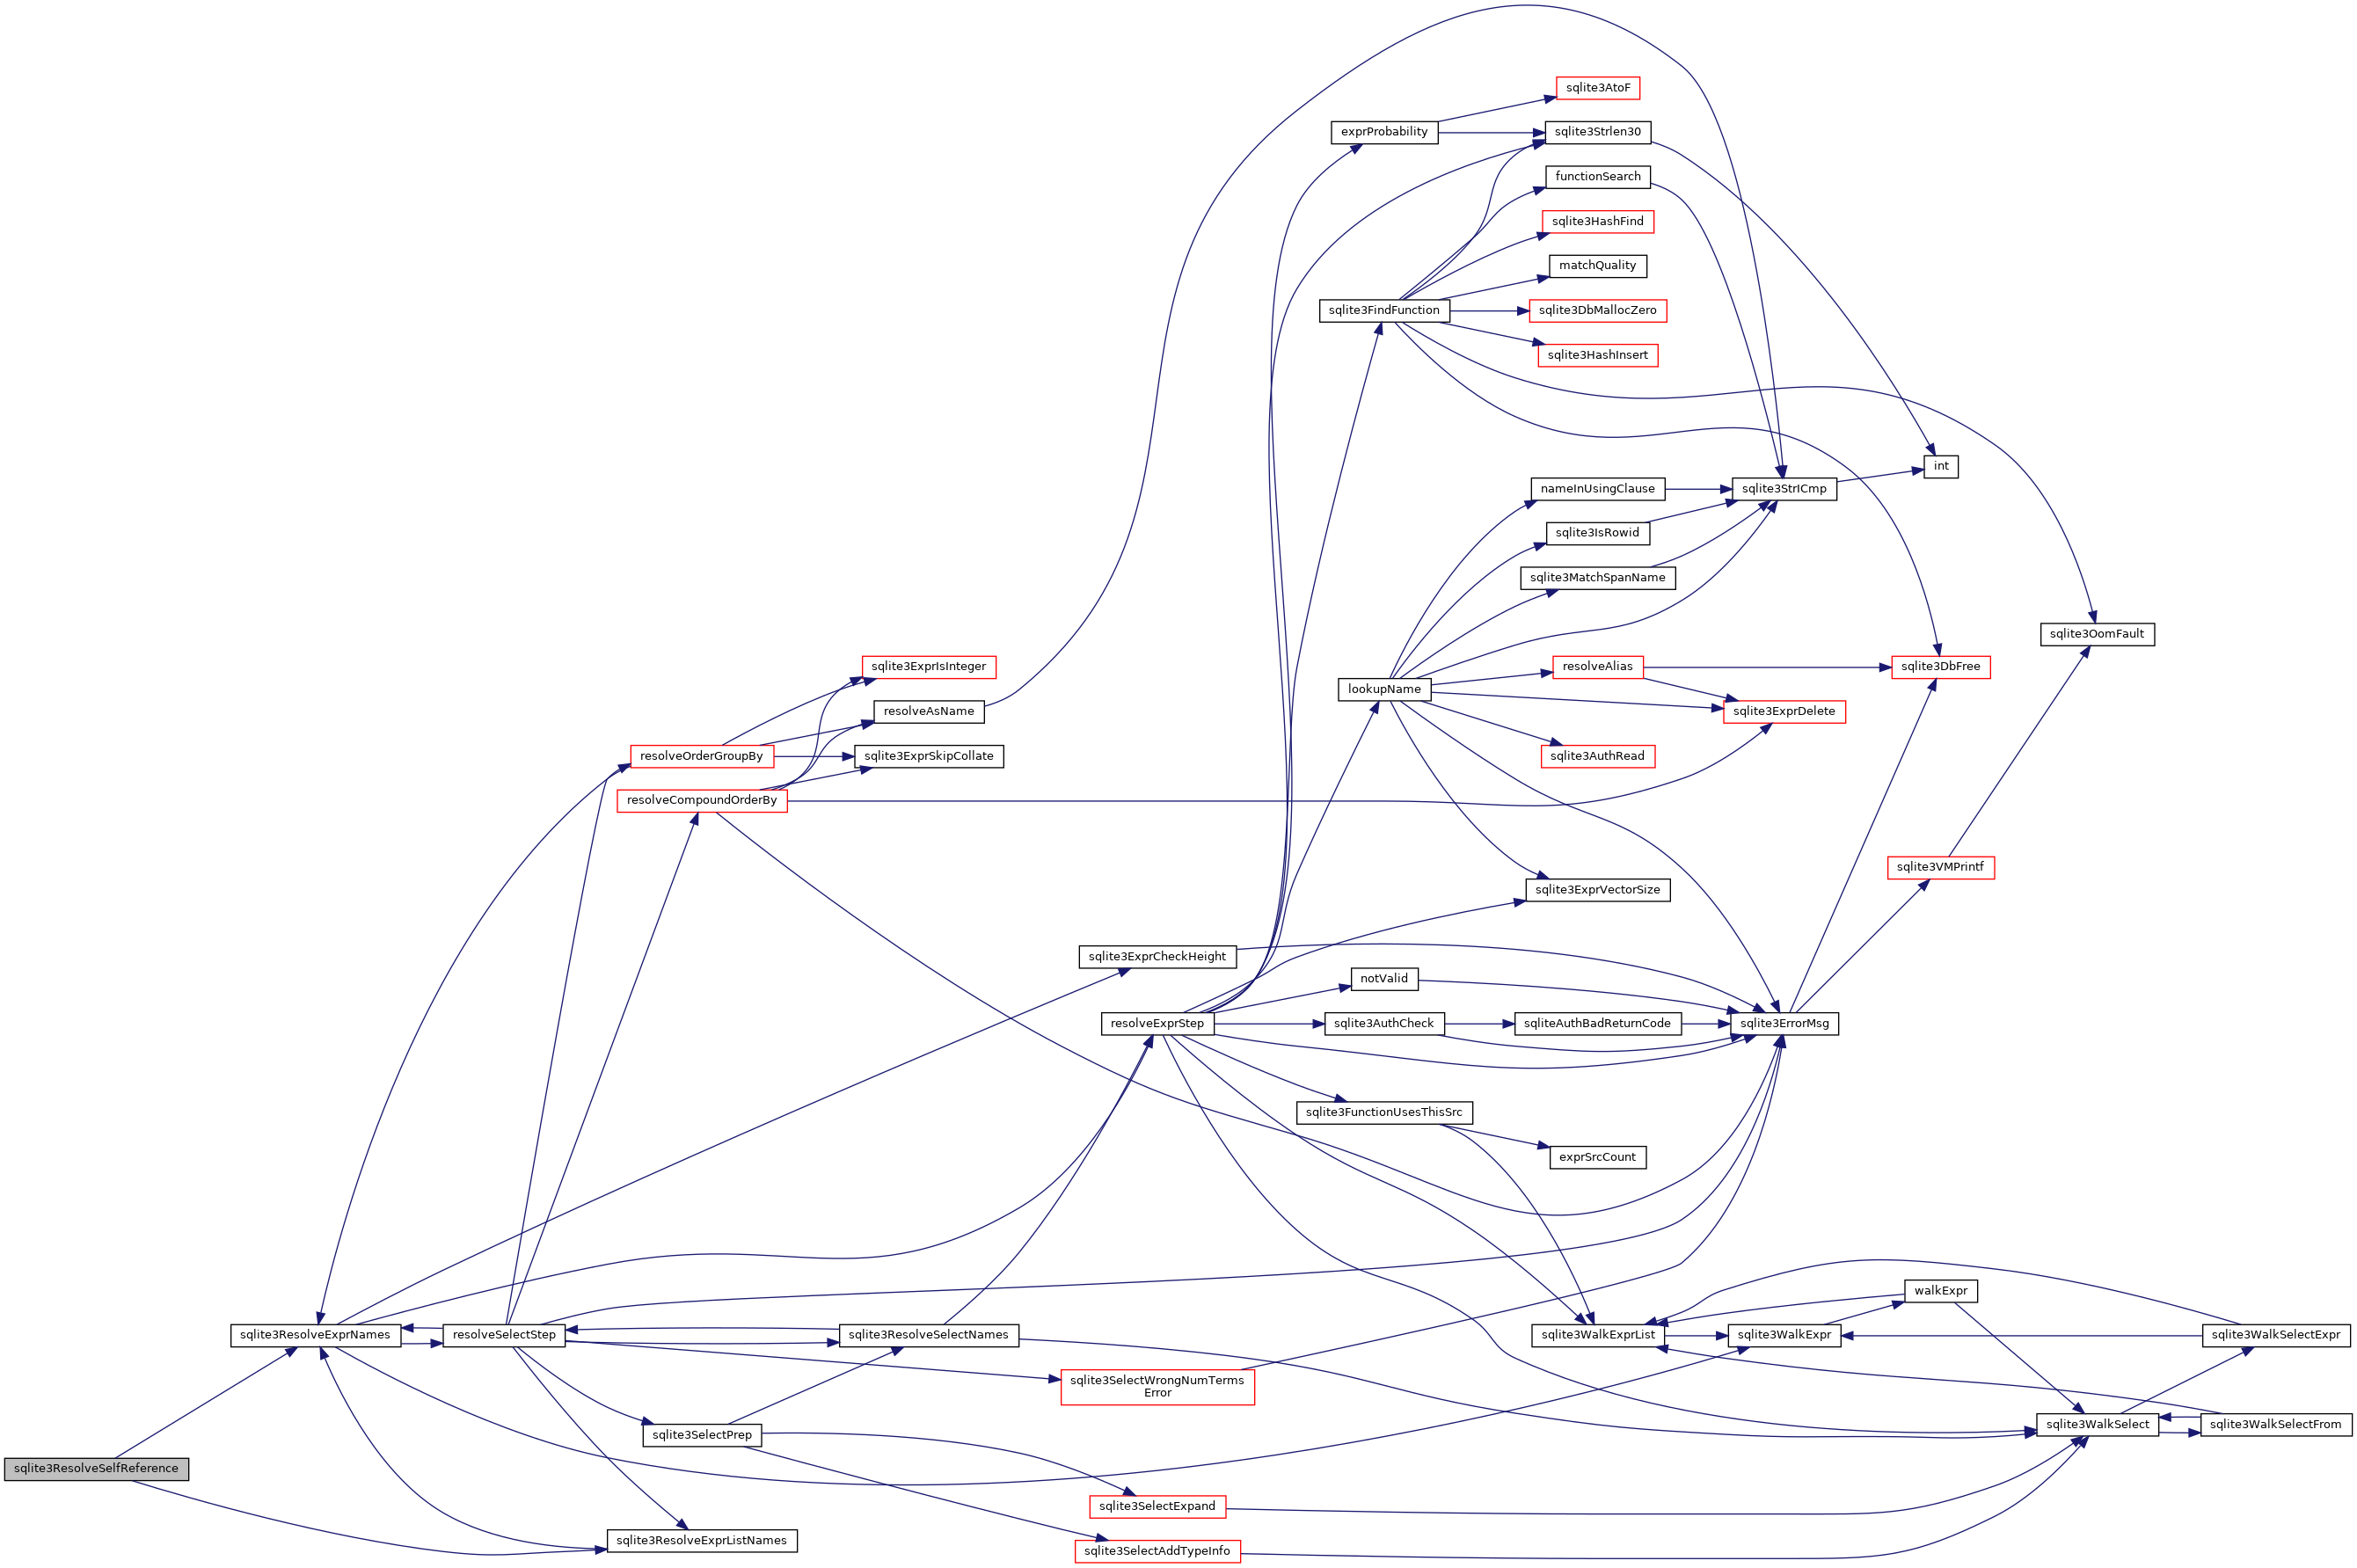 sqlite3AtoF
exprProbability
sqlite3Strlen30
functionSearch
sqlite3HashFind
matchQuality
sqlite3FindFunction
sqlite3DbMallocZero
sqlite3HashInsert
int
nameInUsingClause
sqlite3StrICmp
sqlite3IsRowid
sqlite3MatchSpanName
sqlite3OomFault
sqlite3ExprIsInteger
resolveAlias
sqlite3DbFree
lookupName
resolveAsName
sqlite3ExprDelete
resolveOrderGroupBy
sqlite3ExprSkipCollate
sqlite3AuthRead
resolveCompoundOrderBy
sqlite3VMPrintf
sqlite3ExprVectorSize
sqlite3ExprCheckHeight
notValid
resolveExprStep
sqlite3AuthCheck
sqliteAuthBadReturnCode
sqlite3ErrorMsg
sqlite3FunctionUsesThisSrc
exprSrcCount
walkExpr
sqlite3ResolveExprNames
resolveSelectStep
sqlite3ResolveSelectNames
sqlite3WalkExprList
sqlite3WalkExpr
sqlite3WalkSelectExpr
sqlite3SelectWrongNumTerms
Error
sqlite3SelectPrep
sqlite3WalkSelect
sqlite3WalkSelectFrom
sqlite3ResolveSelfReference
sqlite3SelectExpand
sqlite3ResolveExprListNames
sqlite3SelectAddTypeInfo